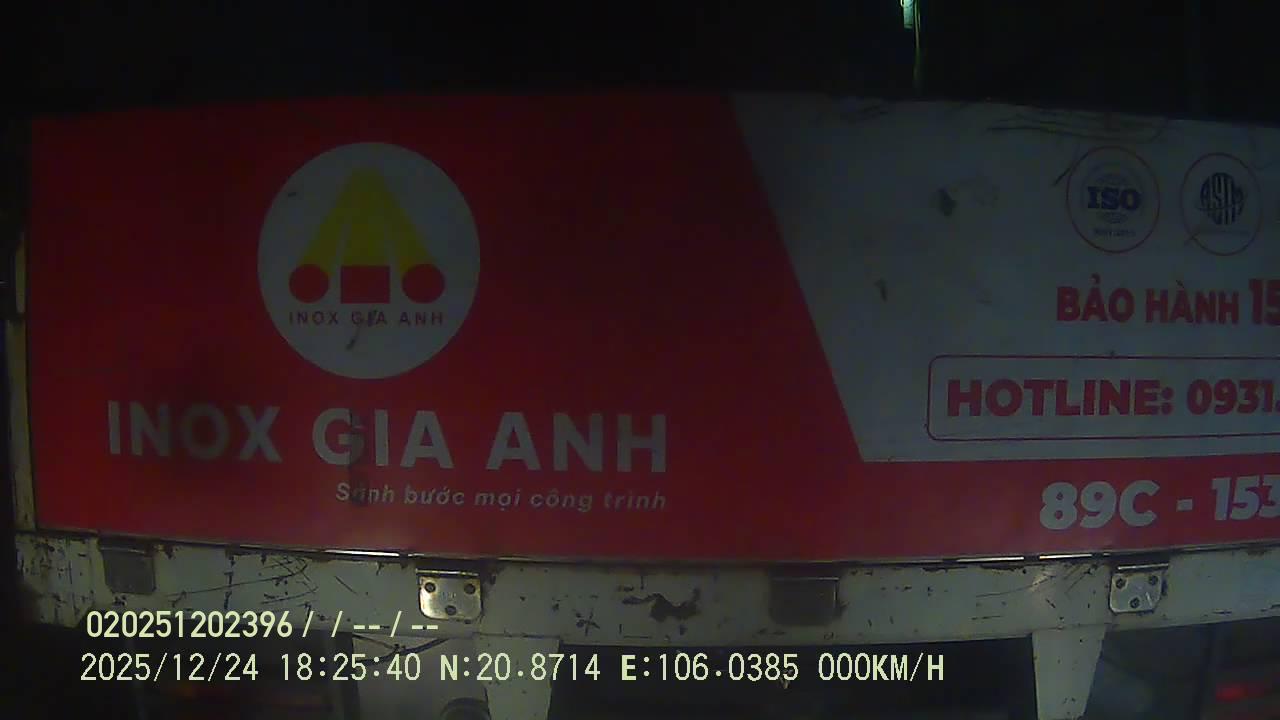 INOX GIA ANH
INOX GIA ANH
Sánh bước mọi công trình
ISO
ASTM
BẢO HÀNH 15
HOTLINE: 0931.
89C - 153
020251202396 / / -- / --
2025/12/24 18:25:40 N:20.8714 E:106.0385 000KM/H